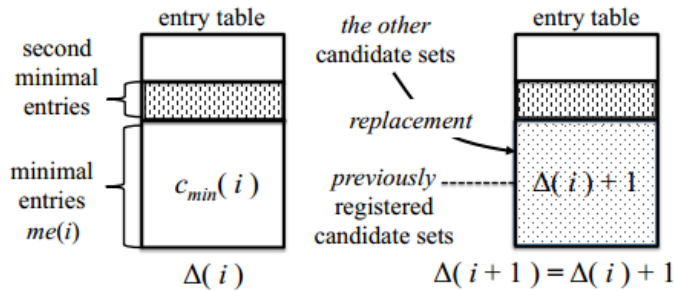 entry table
second
minimal
entries
minimal
entries
me(i)
c_min(i)
Δ(i)
the other
candidate sets
replacement
previously
registered
candidate sets
entry table
Δ(i) + 1
Δ(i + 1) = Δ(i) + 1